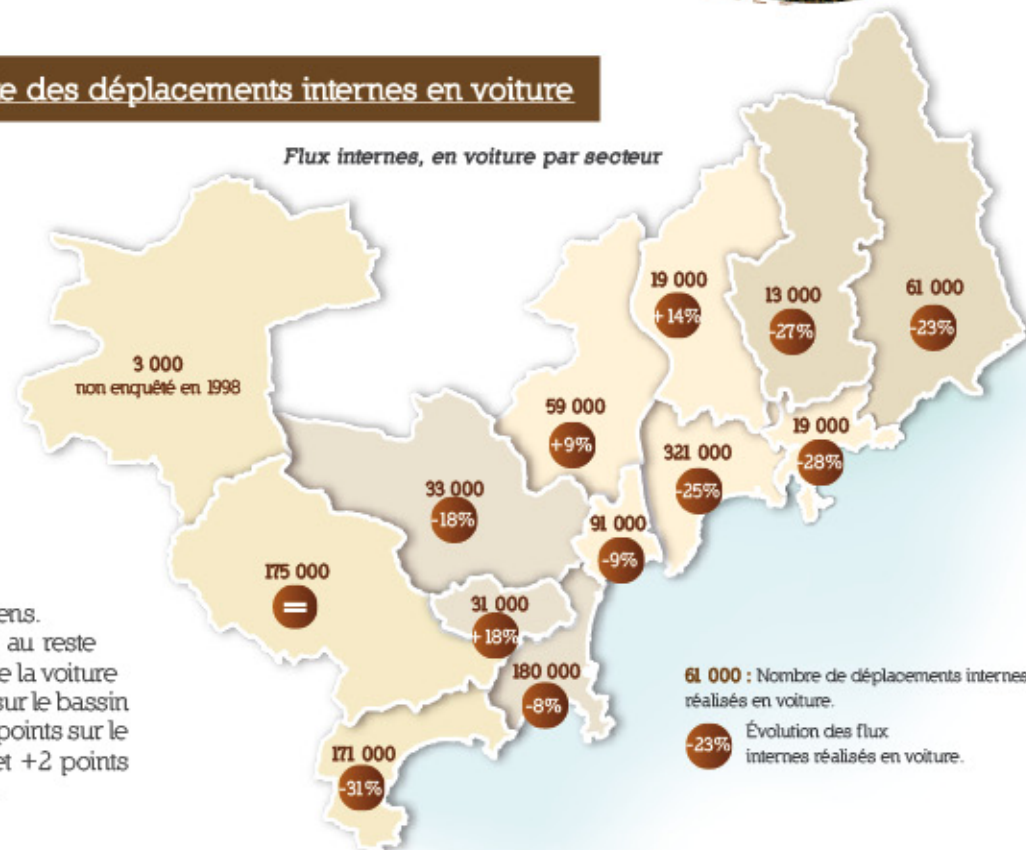 e des déplacements internes en voiture
Flux internes, en voiture par secteur
3 000
non enquêté en 1998
19 000
+14%
13 000
-27%
61 000
-23%
59 000
+9%
321 000
-25%
19 000
-28%
33 000
-18%
91 000
-9%
175 000
=
31 000
+18%
180 000
-8%
171 000
-31%
ens.
au reste
e la voiture
sur le bassin
points sur le
et +2 points
61 000 : Nombre de déplacements internes
réalisés en voiture.
-23%
Évolution des flux
internes réalisés en voiture.